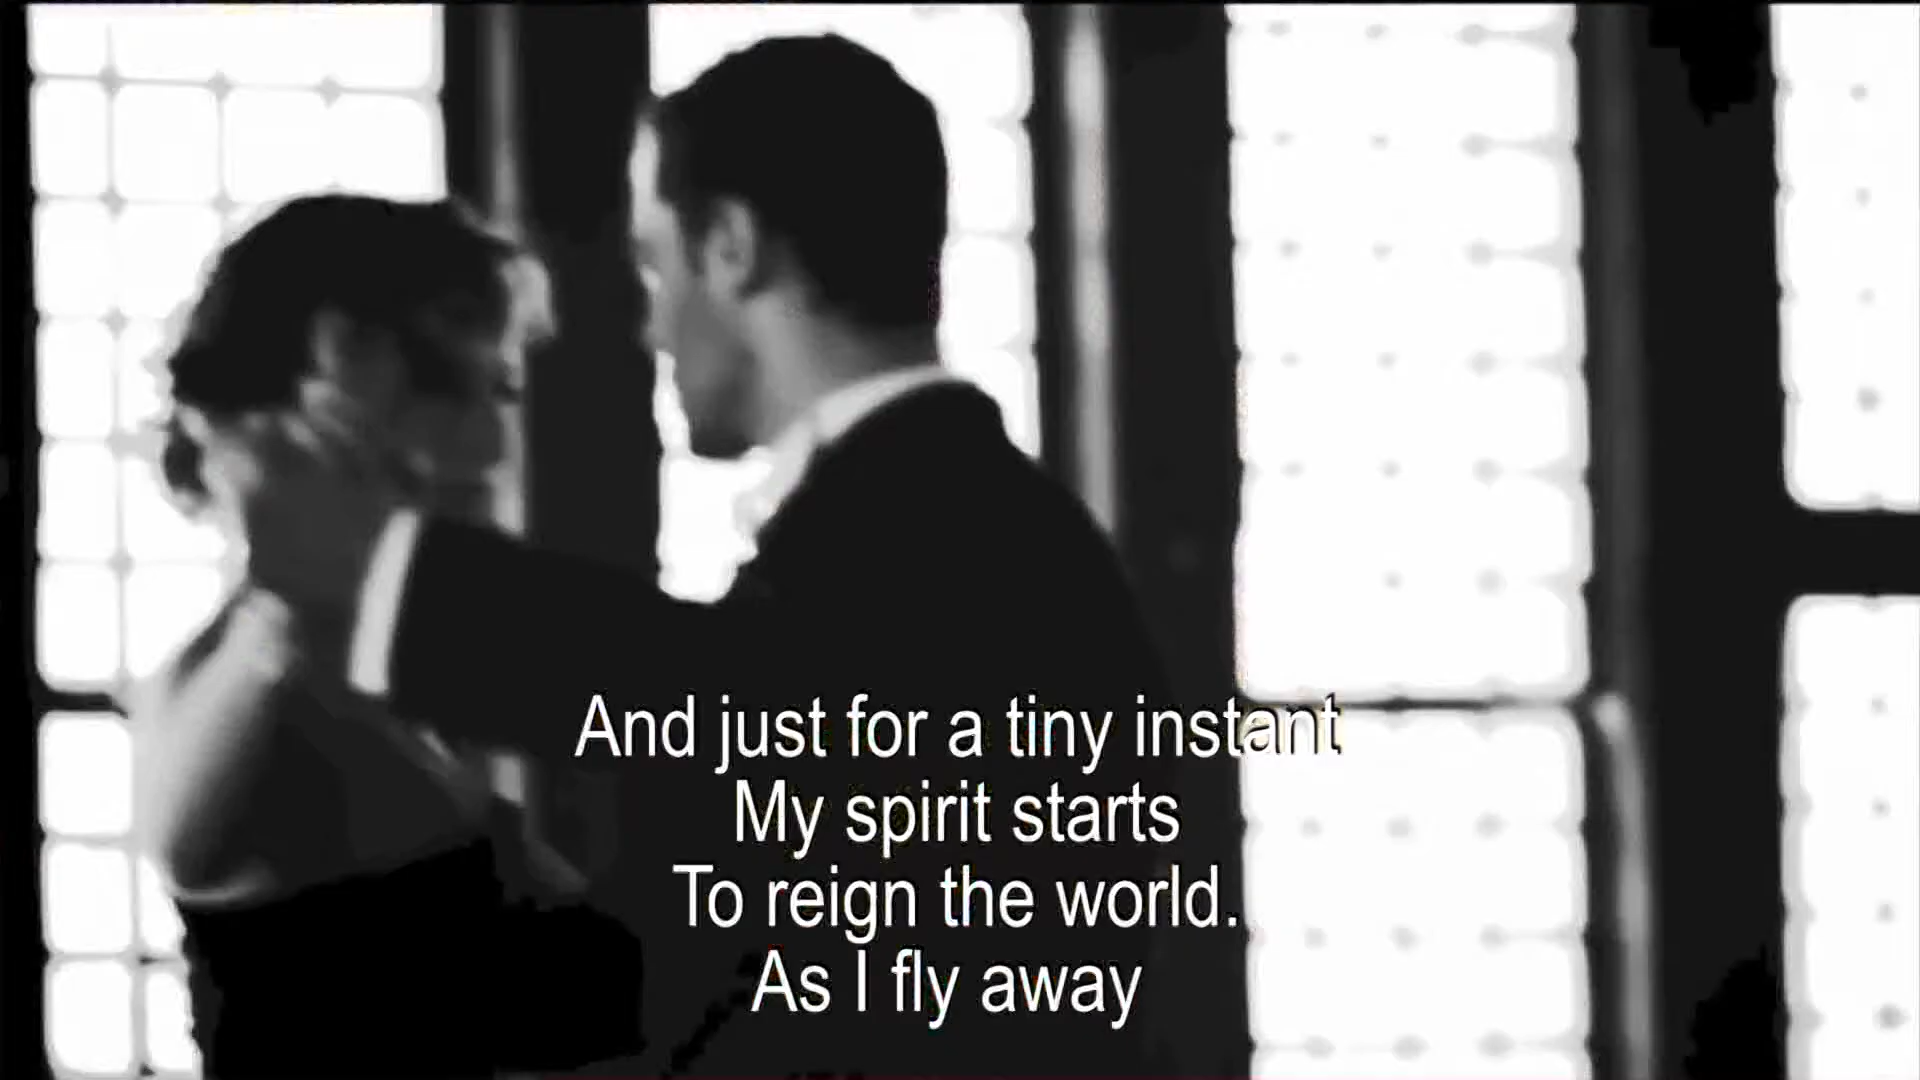 And just for a tiny instant
My spirit starts
To reign the world.
As I fly away